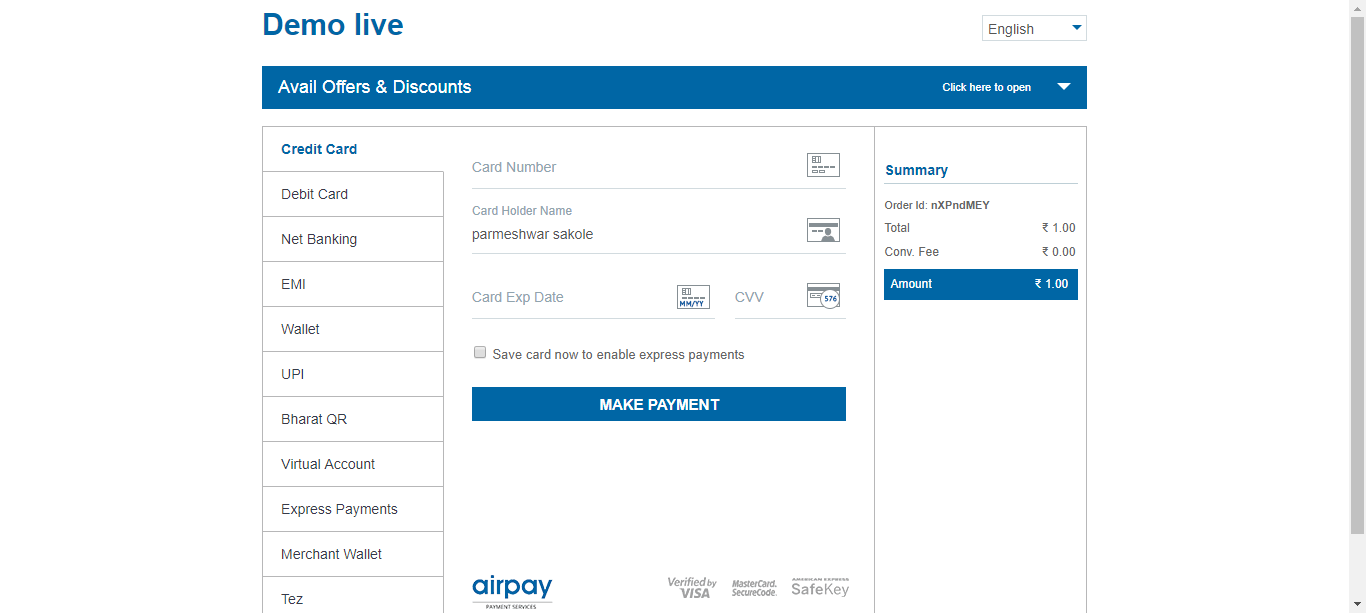 Demo live
English
Avail Offers & Discounts
Click here to open
Credit Card
Debit Card
Net Banking
EMI
Wallet
UPI
Bharat QR
Virtual Account
Express Payments
Merchant Wallet
Tez
Card Number
Card Holder Name
parmeshwar sakole
Card Exp Date
MM/YY
CVV
576
Save card now to enable express payments
MAKE PAYMENT
airpay
PAYMENT SERVICES
Verified by
VISA
MasterCard.
SecureCode.
AMERICAN EXPRESS
SafeKey
Summary
Order Id: nXPndMEY
Total ₹ 1.00
Conv. Fee ₹ 0.00
Amount ₹ 1.00